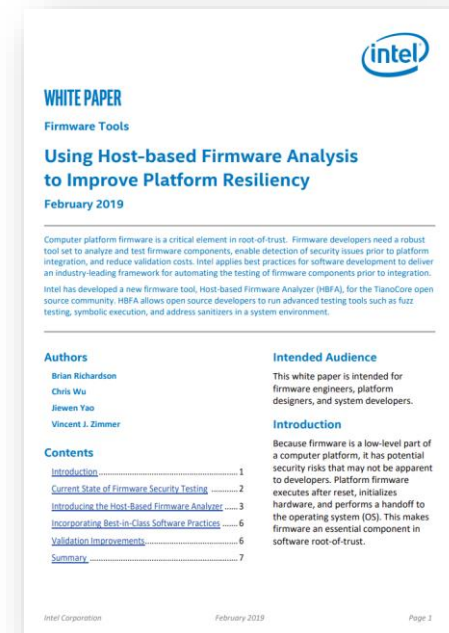 intel
WHITE PAPER
Firmware Tools
Using Host-based Firmware Analysis
to Improve Platform Resiliency
February 2019
Computer platform firmware is a critical element in root-of-trust. Firmware developers need a robust
tool set to analyze and test firmware components, enable detection of security issues prior to platform
integration, and reduce validation costs. Intel applies best practices for software development to deliver
an industry-leading framework for automating the testing of firmware components prior to integration.
Intel has developed a new firmware tool, Host-based Firmware Analyzer (HBFA), for the TianoCore open
source community. HBFA allows open source developers to run advanced testing tools such as fuzz
testing, symbolic execution, and address sanitizers in a system environment.
Authors
Brian Richardson
Chris Wu
Jiewen Yao
Vincent J. Zimmer
Contents
Introduction ........ 1
Current State of Firmware Security Testing ........ 2
Introducing the Host-Based Firmware Analyzer ..... 3
Incorporating Best-in-Class Software Practices ..... 6
Validation Improvements ........ 6
Summary ........ 7
Intended Audience
This white paper is intended for
firmware engineers, platform
designers, and system developers.
Introduction
Because firmware is a low-level part of
a computer platform, it has potential
security risks that may not be apparent
to developers. Platform firmware
executes after reset, initializes
hardware, and performs a handoff to
the operating system (OS). This makes
firmware an essential component in
software root-of-trust.
Intel Corporation February 2019 Page 1